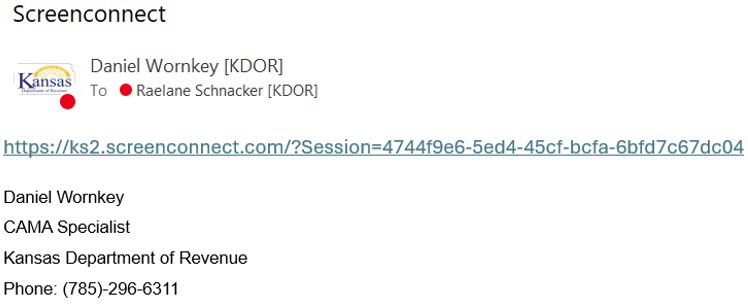 Screenconnect
Daniel Wornkey [KDOR]
Kansas
Department of Revenue
To Raelane Schnacker [KDOR]
https://ks2.screenconnect.com/?Session=4744f9e6-5ed4-45cf-bcfa-6bfd7c67dc04
Daniel Wornkey
CAMA Specialist
Kansas Department of Revenue
Phone: (785)-296-6311